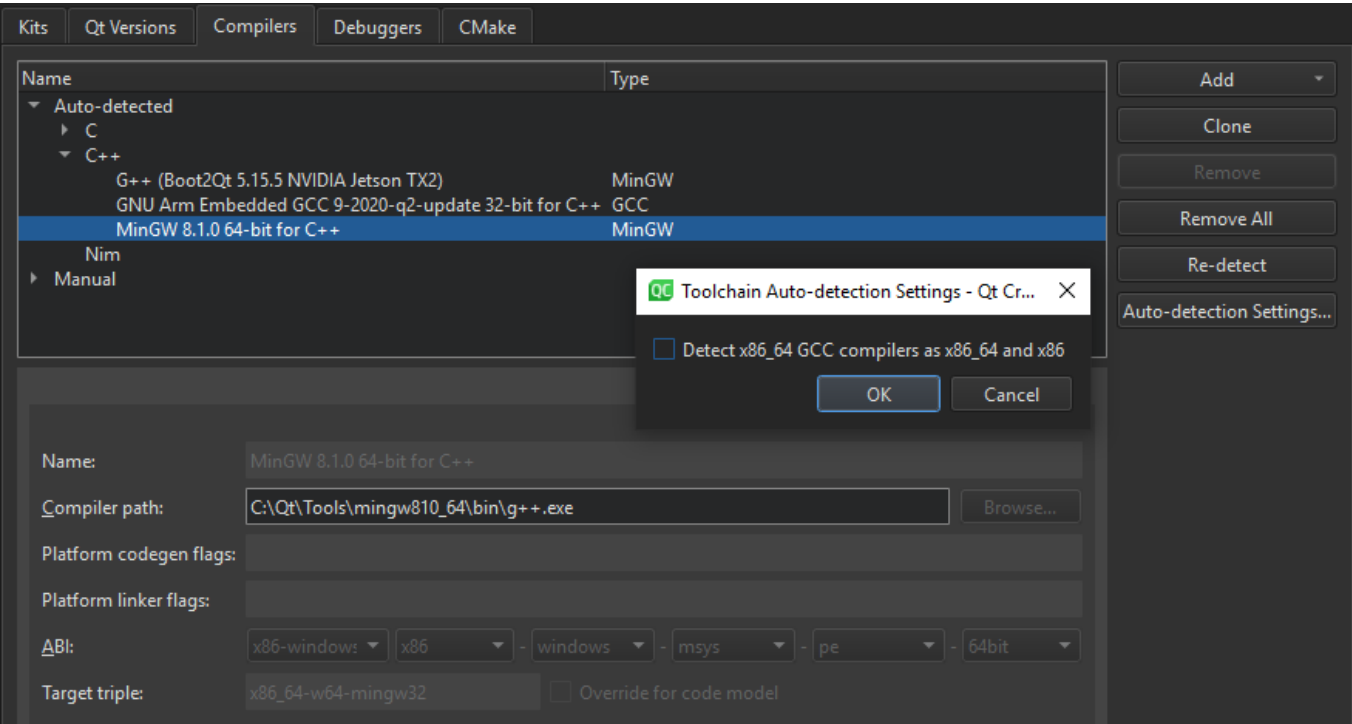 Kits Qt Versions Compilers Debuggers CMake
Name Type
Auto-detected
C
C++
G++ (Boot2Qt 5.15.5 NVIDIA Jetson TX2) MinGW
GNU Arm Embedded GCC 9-2020-q2-update 32-bit for C++ GCC
MinGW 8.1.0 64-bit for C++ MinGW
Nim
Manual
Add
Clone
Remove
Remove All
Re-detect
Auto-detection Settings...
QC Toolchain Auto-detection Settings - Qt Cr...
Detect x86_64 GCC compilers as x86_64 and x86
OK Cancel
Name: MinGW 8.1.0 64-bit for C++
Compiler path: C:\Qt\Tools\mingw810_64\bin\g++.exe Browse...
Platform codegen flags:
Platform linker flags:
ABI: x86-windows x86 - windows - msys - pe - 64bit
Target triple: x86_64-w64-mingw32 Override for code model